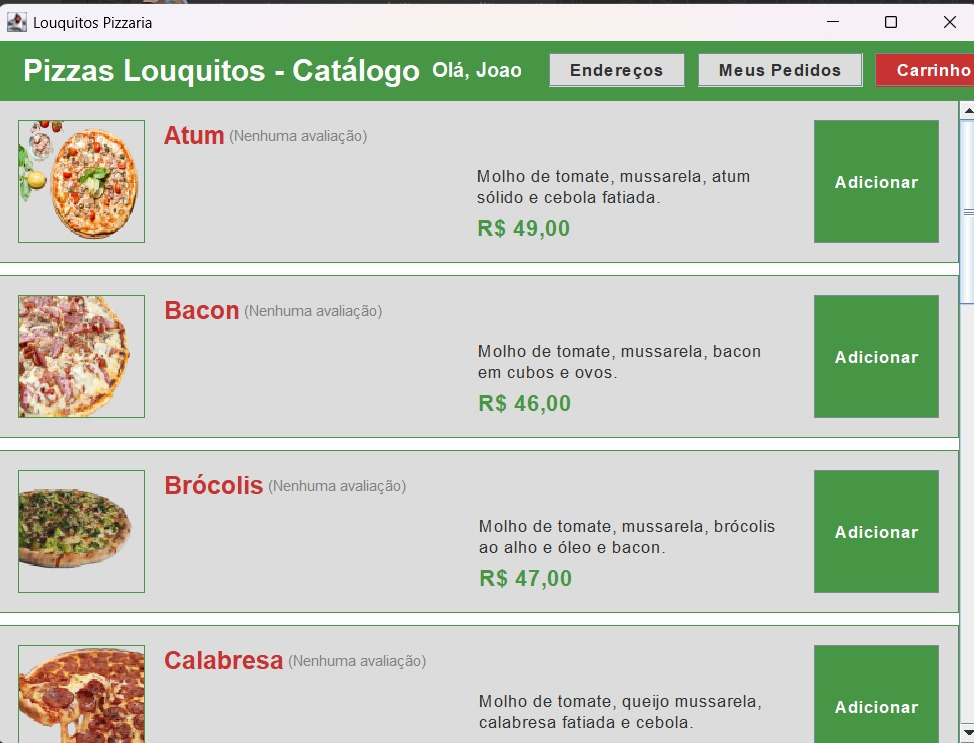 Louquitos Pizzaria
Pizzas Louquitos - Catálogo Olá, Joao Endereços Meus Pedidos Carrinho
Atum (Nenhuma avaliação)
Molho de tomate, mussarela, atum
sólido e cebola fatiada.
R$ 49,00
Adicionar
Bacon (Nenhuma avaliação)
Molho de tomate, mussarela, bacon
em cubos e ovos.
R$ 46,00
Adicionar
Brócolis (Nenhuma avaliação)
Molho de tomate, mussarela, brócolis
ao alho e óleo e bacon.
R$ 47,00
Adicionar
Calabresa (Nenhuma avaliação)
Molho de tomate, queijo mussarela,
calabresa fatiada e cebola.
Adicionar